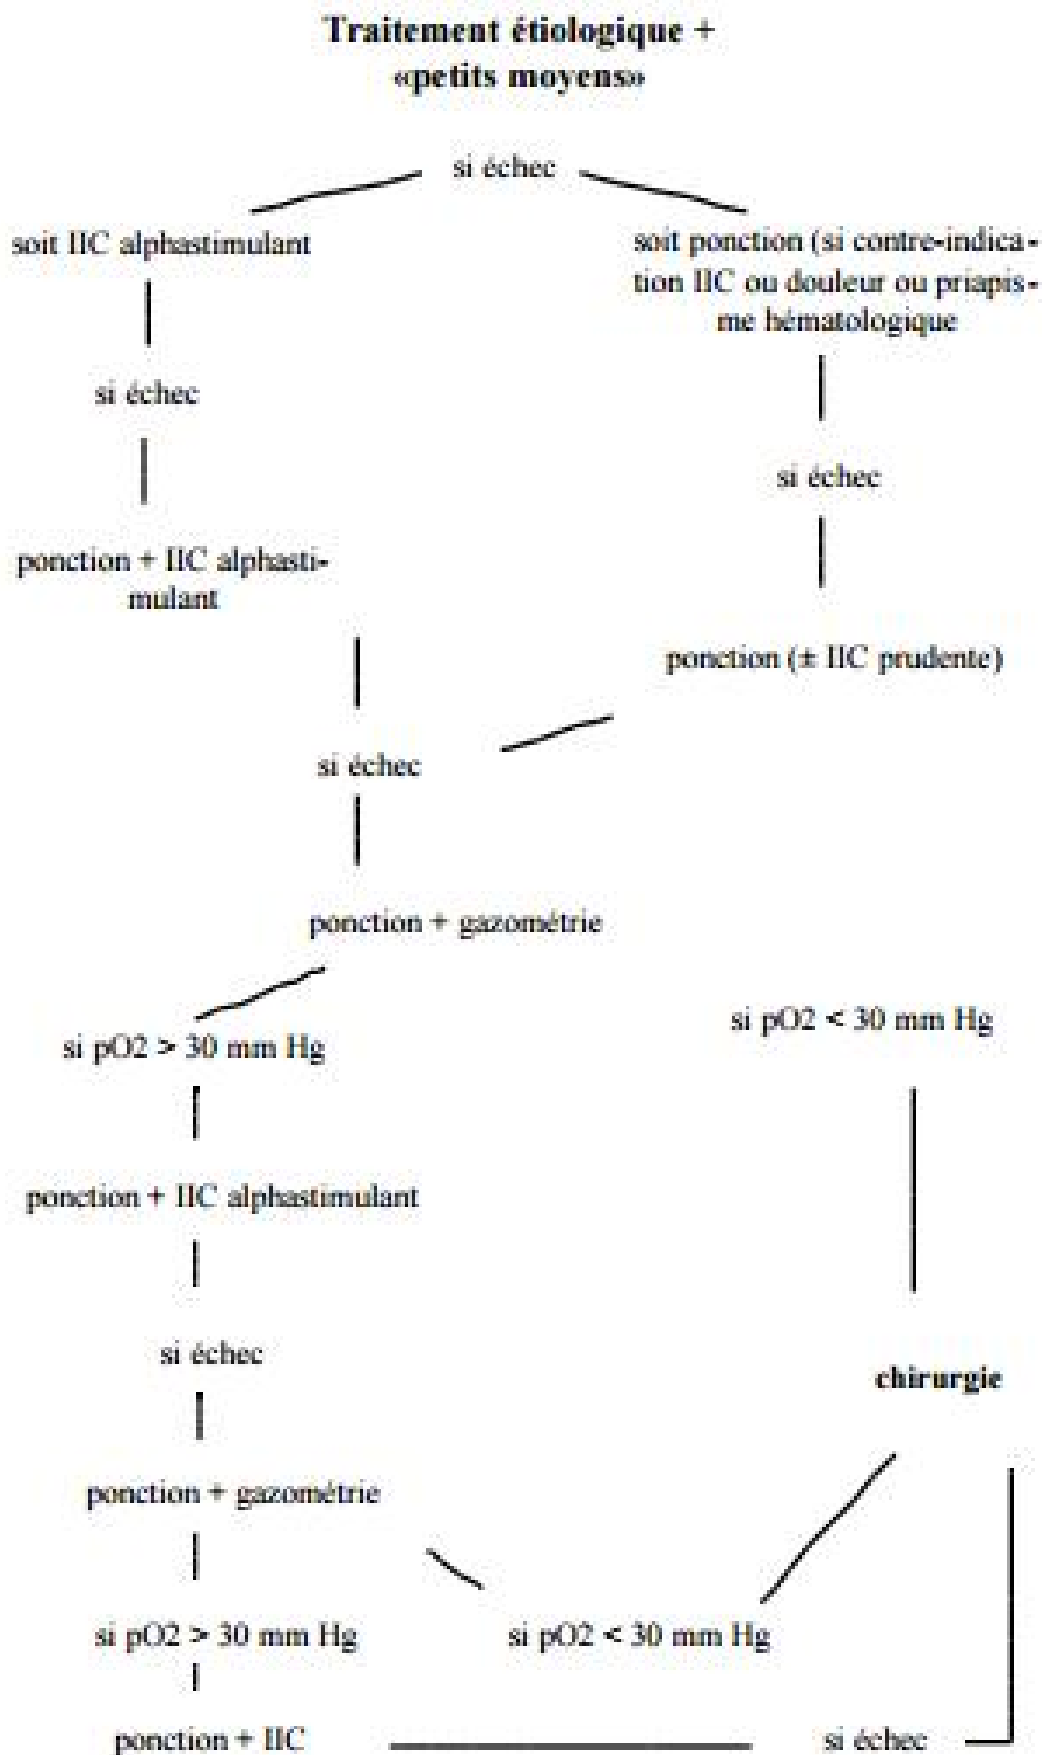 Traitement étiologique +
«petits moyens»
si échec
soit IIC alphastimulant
soit ponction (si contre-indica-
tion IIC ou douleur ou priapis-
me hématologique
si échec
si échec
ponction + IIC alphasti-
mulant
ponction (± IIC prudente)
si échec
ponction + gazométrie
si pO2 > 30 mm Hg
si pO2 < 30 mm Hg
ponction + IIC alphastimulant
si échec
chirurgie
ponction + gazométrie
si pO2 > 30 mm Hg
si pO2 < 30 mm Hg
ponction + IIC
si échec